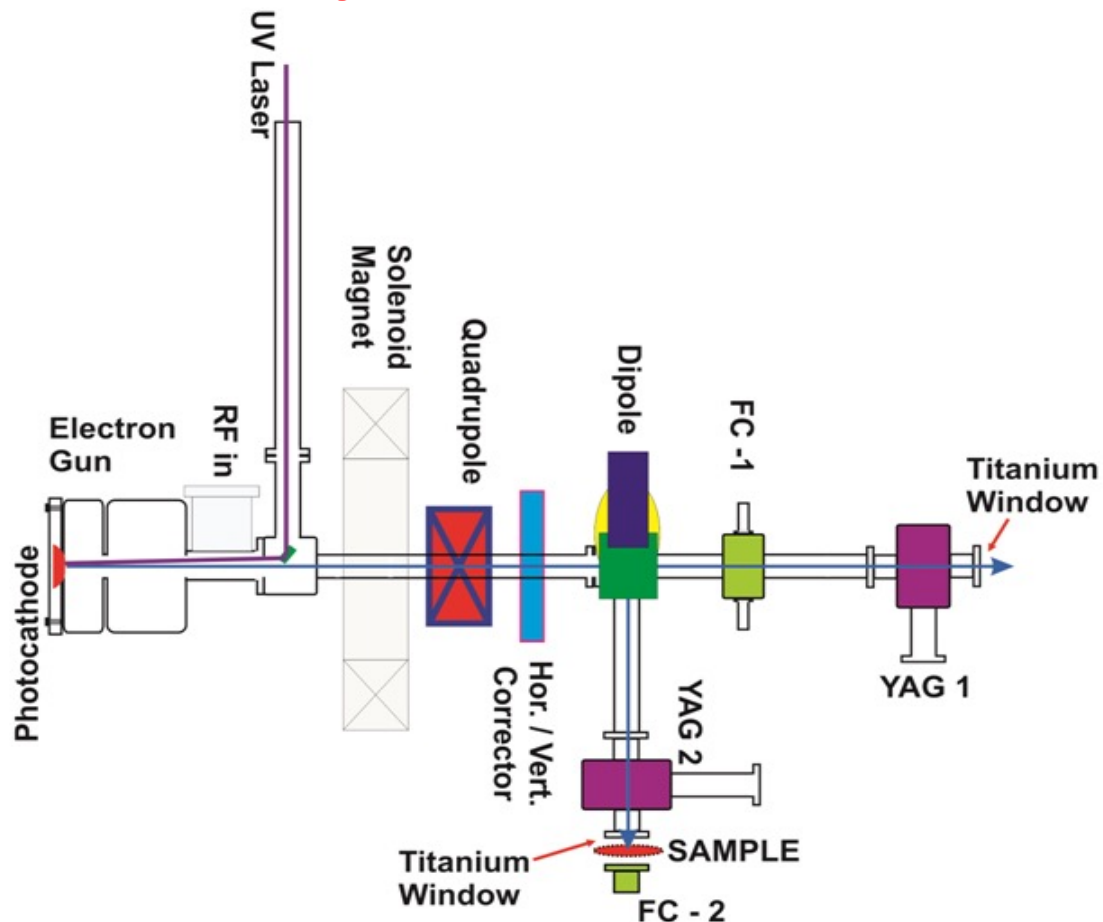 UV Laser
Solenoid
Magnet
Quadrupole
Dipole
FC -1
Titanium
Window
Electron
Gun
RF in
Photocathode
Hor. / Vert.
Corrector
YAG 2
YAG 1
Titanium
Window
SAMPLE
FC - 2